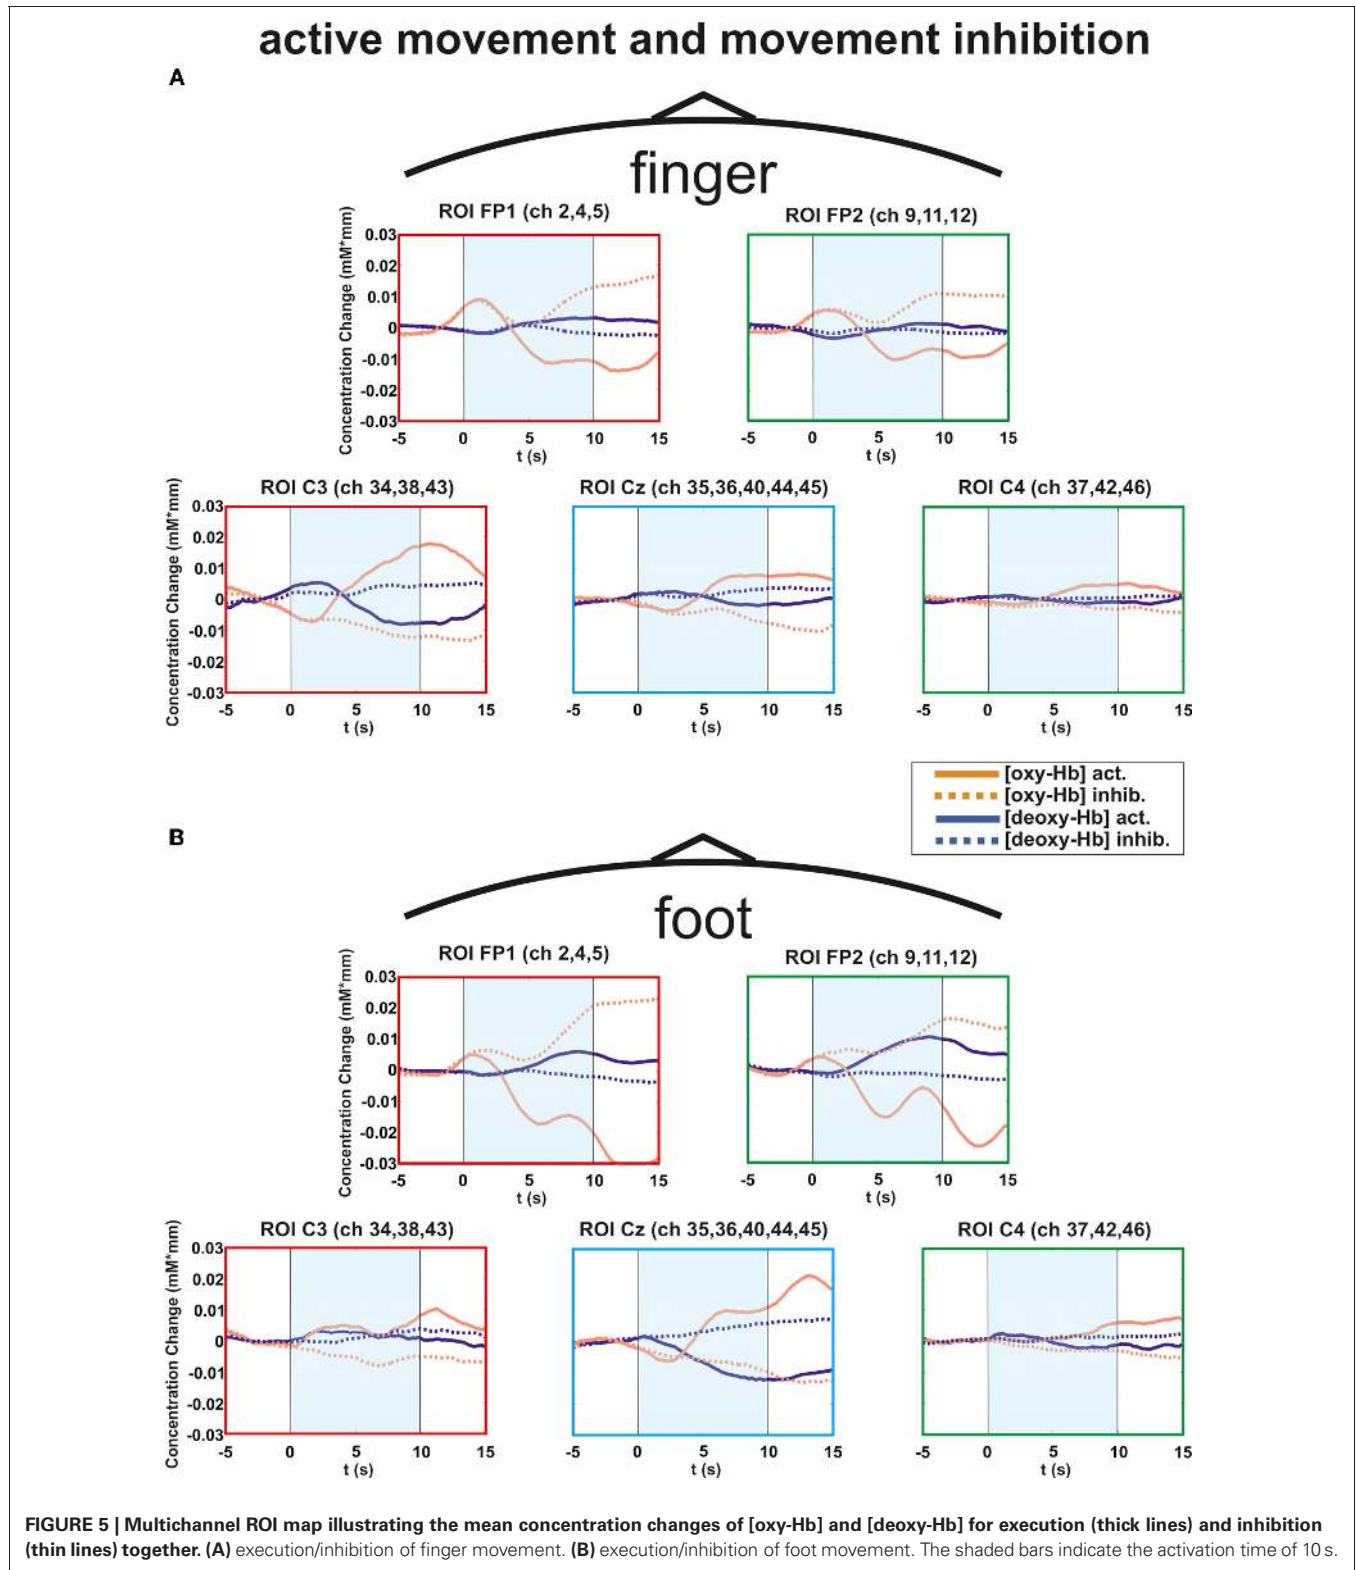 active movement and movement inhibition
A
finger
ROI FP1 (ch 2,4,5)
ROI FP2 (ch 9,11,12)
Concentration Change (mM*mm)
0.03
0.02
0.01
0
-0.01
-0.02
-0.03
-5 0 5 10 15
t (s)
-5 0 5 10 15
t (s)
ROI C3 (ch 34,38,43)
ROI Cz (ch 35,36,40,44,45)
ROI C4 (ch 37,42,46)
Concentration Change (mM*mm)
0.03
0.02
0.01
0
-0.01
-0.02
-0.03
-5 0 5 10 15
t (s)
-5 0 5 10 15
t (s)
-5 0 5 10 15
t (s)
[oxy-Hb] act.
[oxy-Hb] inhib.
[deoxy-Hb] act.
[deoxy-Hb] inhib.
B
foot
ROI FP1 (ch 2,4,5)
ROI FP2 (ch 9,11,12)
Concentration Change (mM*mm)
0.03
0.02
0.01
0
-0.01
-0.02
-0.03
-5 0 5 10 15
t (s)
-5 0 5 10 15
t (s)
ROI C3 (ch 34,38,43)
ROI Cz (ch 35,36,40,44,45)
ROI C4 (ch 37,42,46)
Concentration Change (mM*mm)
0.03
0.02
0.01
0
-0.01
-0.02
-0.03
-5 0 5 10 15
t (s)
-5 0 5 10 15
t (s)
-5 0 5 10 15
t (s)
FIGURE 5 | Multichannel ROI map illustrating the mean concentration changes of [oxy-Hb] and [deoxy-Hb] for execution (thick lines) and inhibition
(thin lines) together. (A) execution/inhibition of finger movement. (B) execution/inhibition of foot movement. The shaded bars indicate the activation time of 10 s.